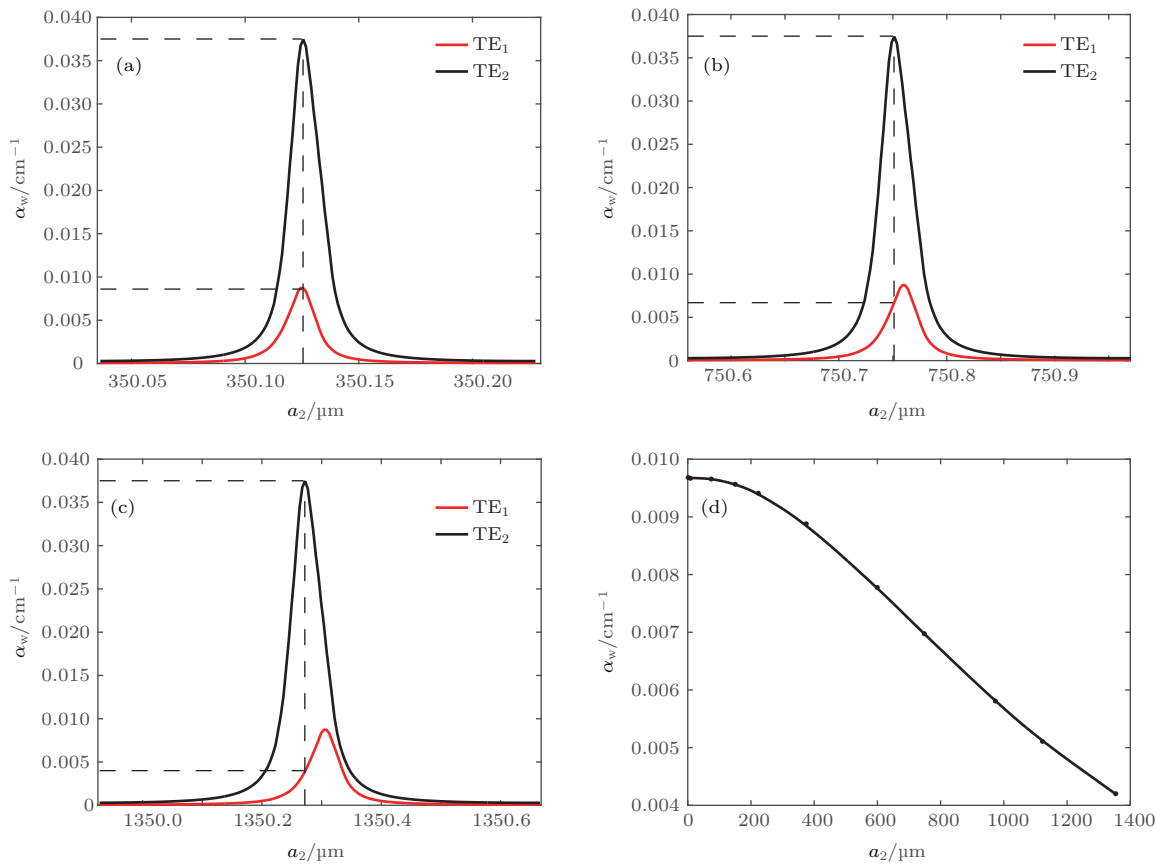 0.040
0.035
0.030
0.025
0.020
0.015
0.010
0.005
0
αw/cm−1
(a)
TE1
TE2
350.05 350.10 350.15 350.20
a2/µm
0.040
0.035
0.030
0.025
0.020
0.015
0.010
0.005
0
αw/cm−1
(b)
TE1
TE2
750.6 750.7 750.8 750.9
a2/µm
0.040
0.035
0.030
0.025
0.020
0.015
0.010
0.005
0
αw/cm−1
(c)
TE1
TE2
1350.0 1350.2 1350.4 1350.6
a2/µm
0.010
0.009
0.008
0.007
0.006
0.005
0.004
αw/cm−1
(d)
0 200 400 600 800 1000 1200 1400
a2/µm